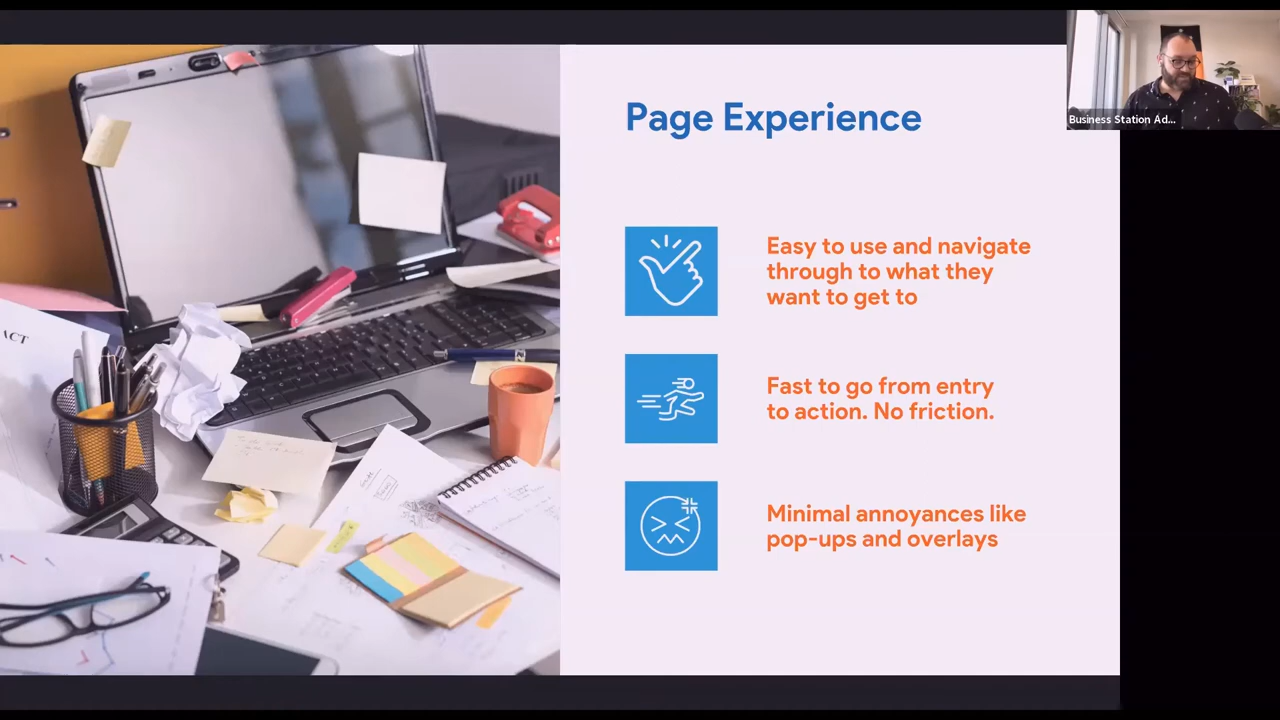 Page Experience
Business Station Ad...
Easy to use and navigate
through to what they
want to get to
Fast to go from entry
to action. No friction.
Minimal annoyances like
pop-ups and overlays
ACT